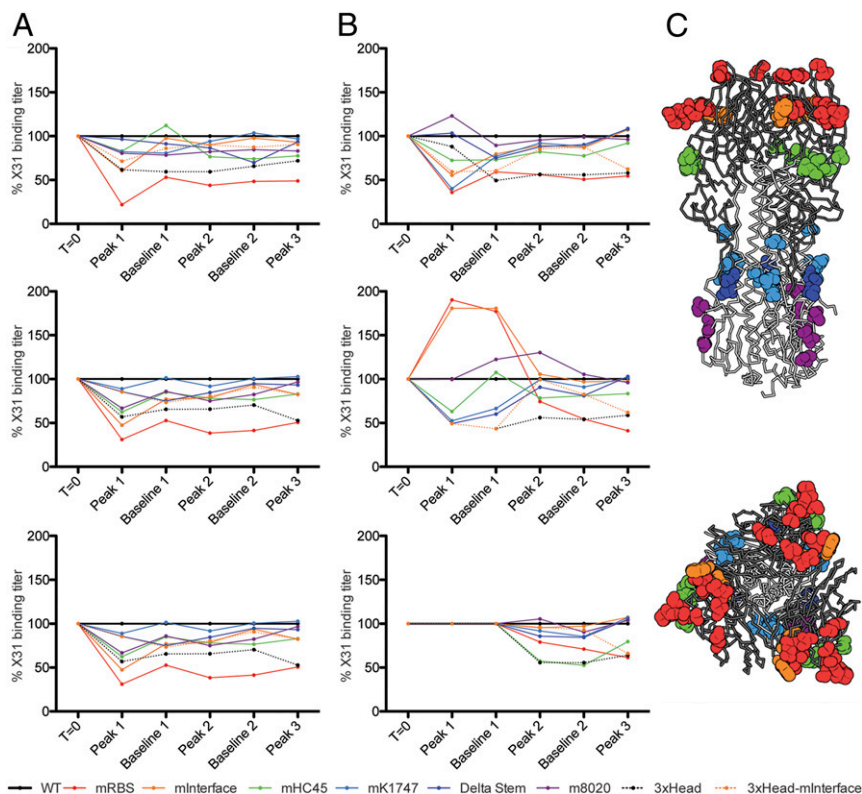 A
B
C
200
150
100
50
0
% X31 binding titer
T=0
Peak 1
Baseline 1
Peak 2
Baseline 2
Peak 3
200
150
100
50
0
% X31 binding titer
T=0
Peak 1
Baseline 1
Peak 2
Baseline 2
Peak 3
200
150
100
50
0
% X31 binding titer
T=0
Peak 1
Baseline 1
Peak 2
Baseline 2
Peak 3
200
150
100
50
0
% X31 binding titer
T=0
Peak 1
Baseline 1
Peak 2
Baseline 2
Peak 3
200
150
100
50
0
% X31 binding titer
T=0
Peak 1
Baseline 1
Peak 2
Baseline 2
Peak 3
200
150
100
50
0
% X31 binding titer
T=0
Peak 1
Baseline 1
Peak 2
Baseline 2
Peak 3
WT mRBS mInterface mHC45 mK1747 Delta Stem m8020 3xHead 3xHead-mInterface